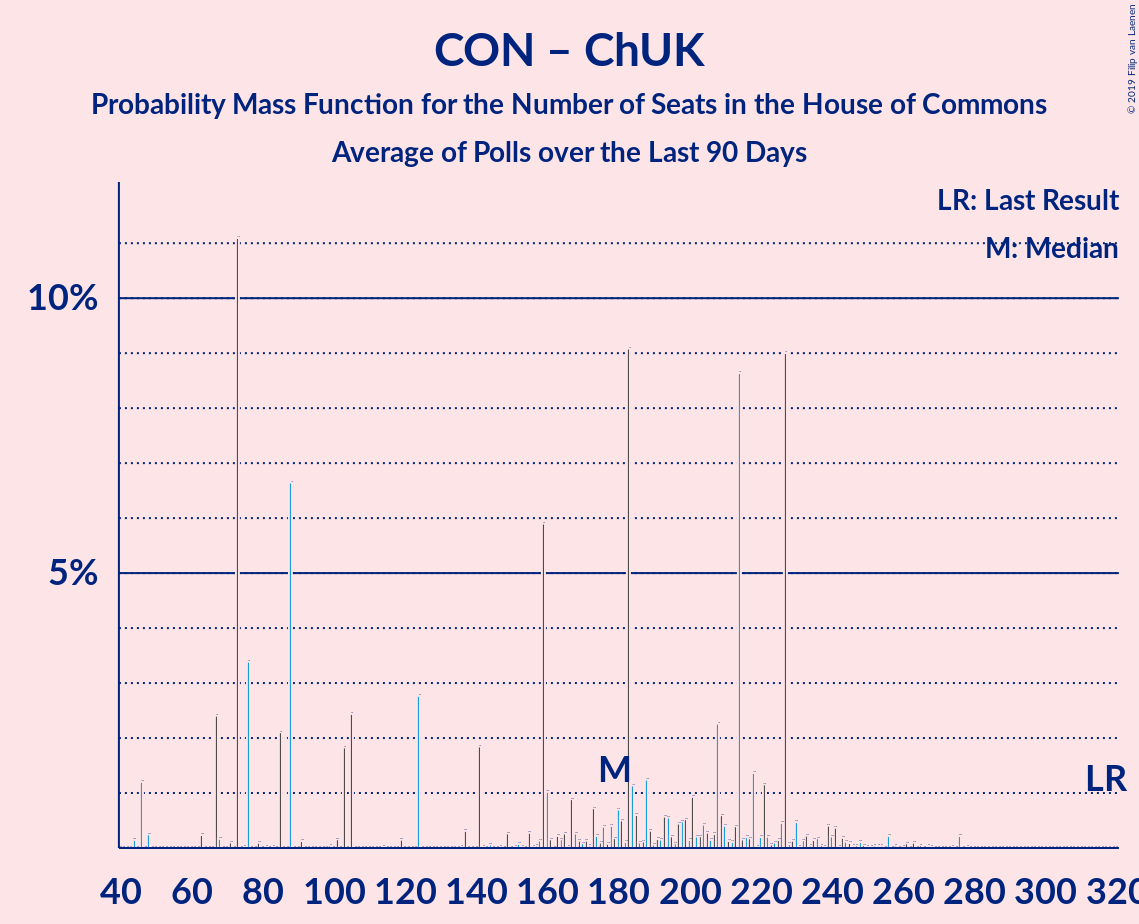 CON – ChUK
Probability Mass Function for the Number of Seats in the House of Commons
Average of Polls over the Last 90 Days
© 2019 Filip van Laenen
LR: Last Result
M: Median
10%
5%
M
LR
40 60 80 100 120 140 160 180 200 220 240 260 280 300 320